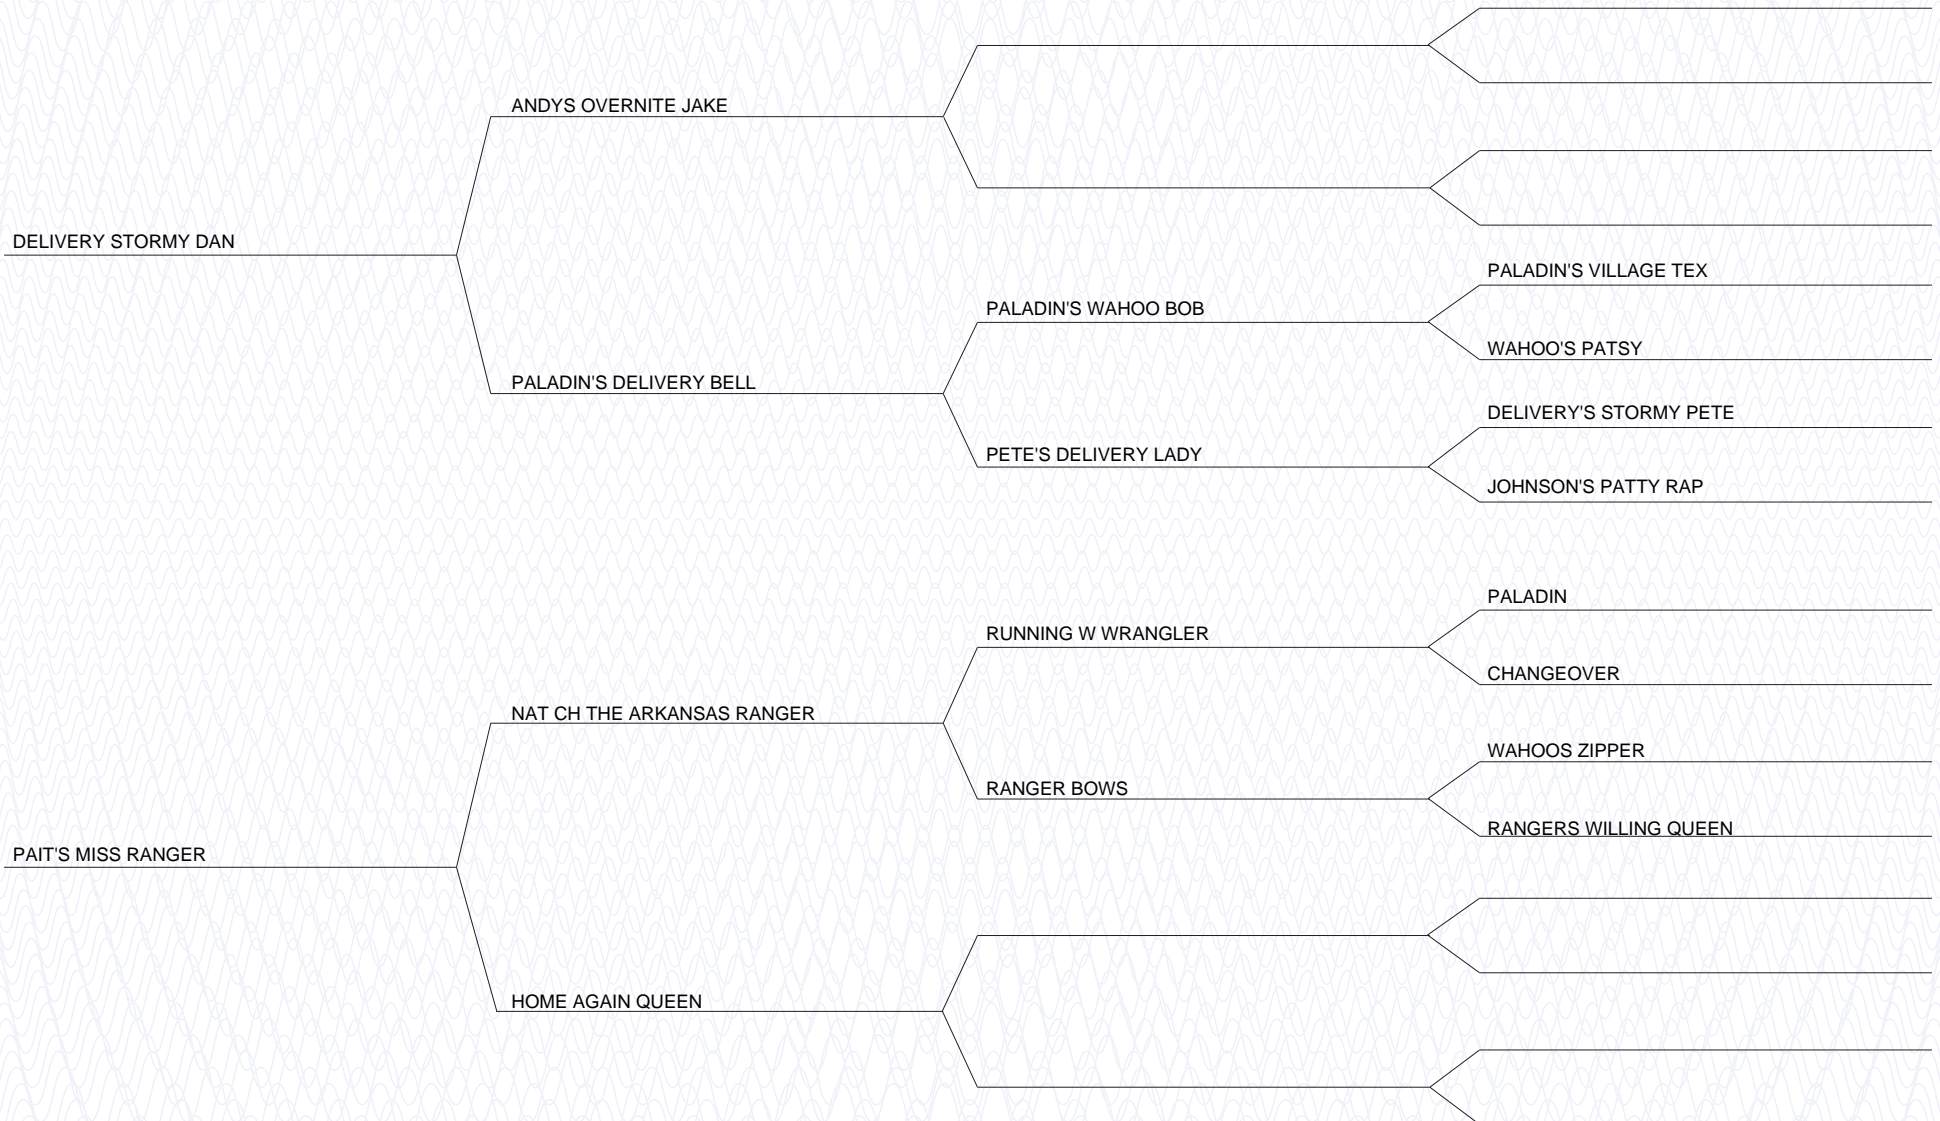 ANDYS OVERNITE JAKE
DELIVERY STORMY DAN
PALADIN'S VILLAGE TEX
PALADIN'S WAHOO BOB
WAHOO'S PATSY
PALADIN'S DELIVERY BELL
DELIVERY'S STORMY PETE
PETE'S DELIVERY LADY
JOHNSON'S PATTY RAP
PALADIN
RUNNING W WRANGLER
CHANGEOVER
NAT CH THE ARKANSAS RANGER
WAHOOS ZIPPER
RANGER BOWS
RANGERS WILLING QUEEN
PAIT'S MISS RANGER
HOME AGAIN QUEEN